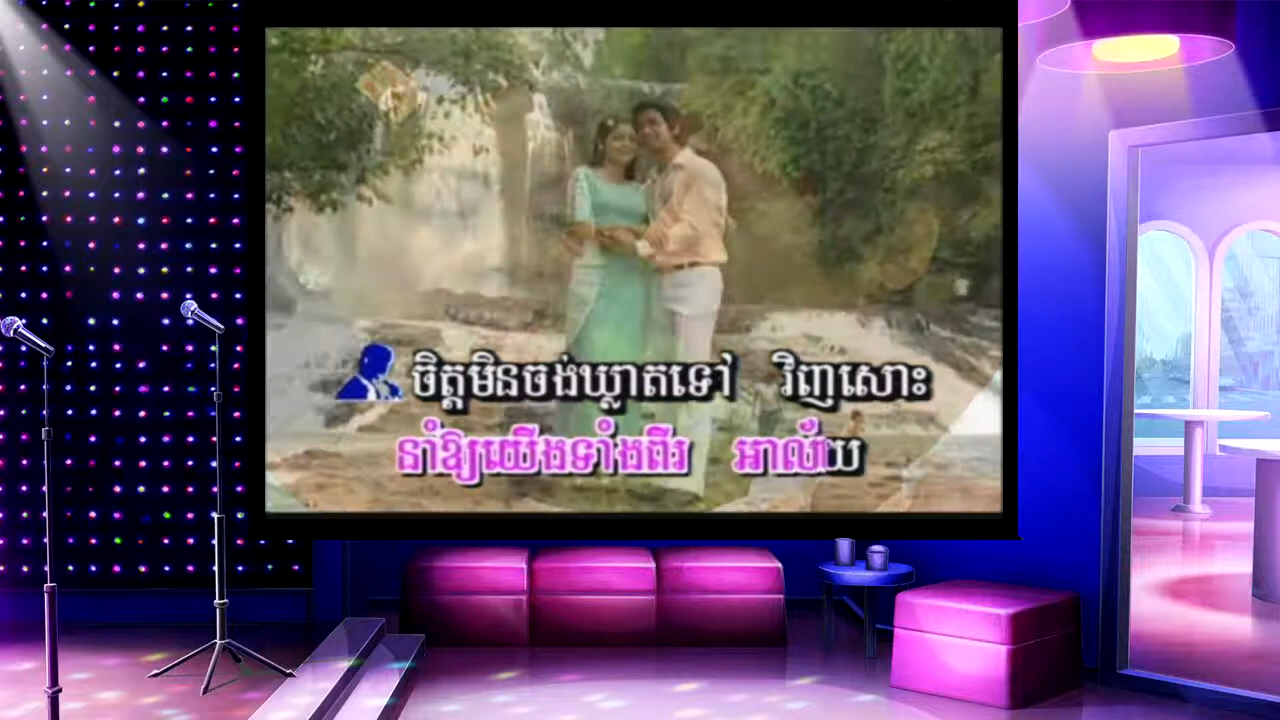 ចិត្តមិនចង់ឃ្លាតទៅ វិញសោះ
នាំឱ្យយើងទាំងពីរ អាល័យ